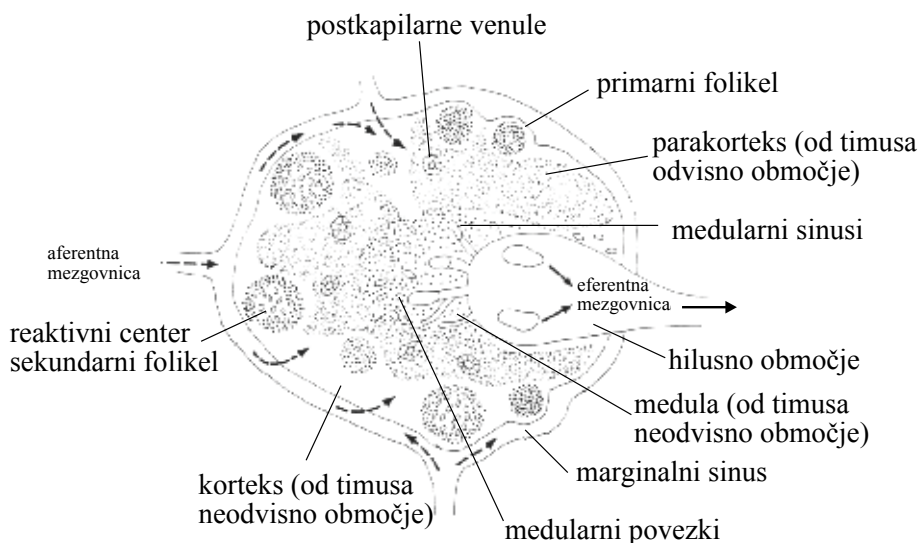 postkapilarne venule
primarni folikel
parakorteks (od timusa
odvisno območje)
medularni sinusi
aferentna
mezgovnica
eferentna
mezgovnica
reaktivni center
sekundarni folikel
hilusno območje
medula (od timusa
neodvisno območje)
marginalni sinus
korteks (od timusa
neodvisno območje)
medularni povezki